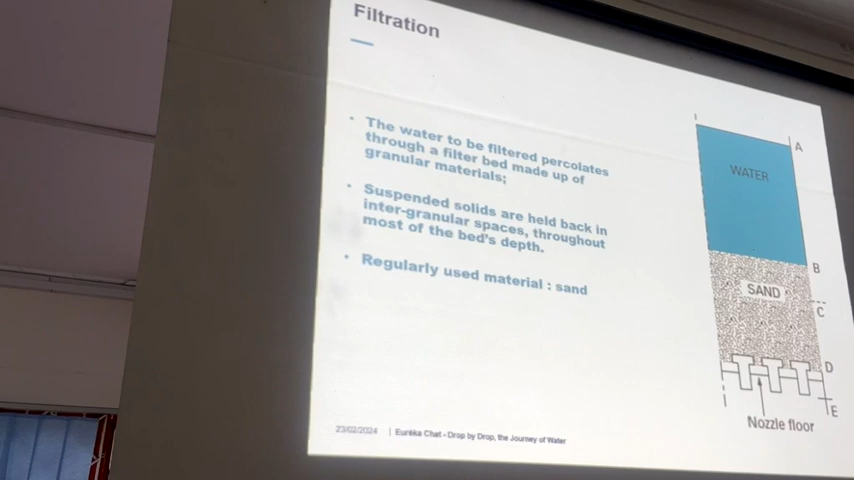 Filtration
• The water to be filtered percolates
through a filter bed made up of
granular materials;
• Suspended solids are held back in
inter-granular spaces, throughout
most of the bed's depth.
• Regularly used material : sand
A
WATER
B
SAND
C
D
E
Nozzle floor
23/02/2024 | Eurêka Chat - Drop by Drop, the Journey of Water